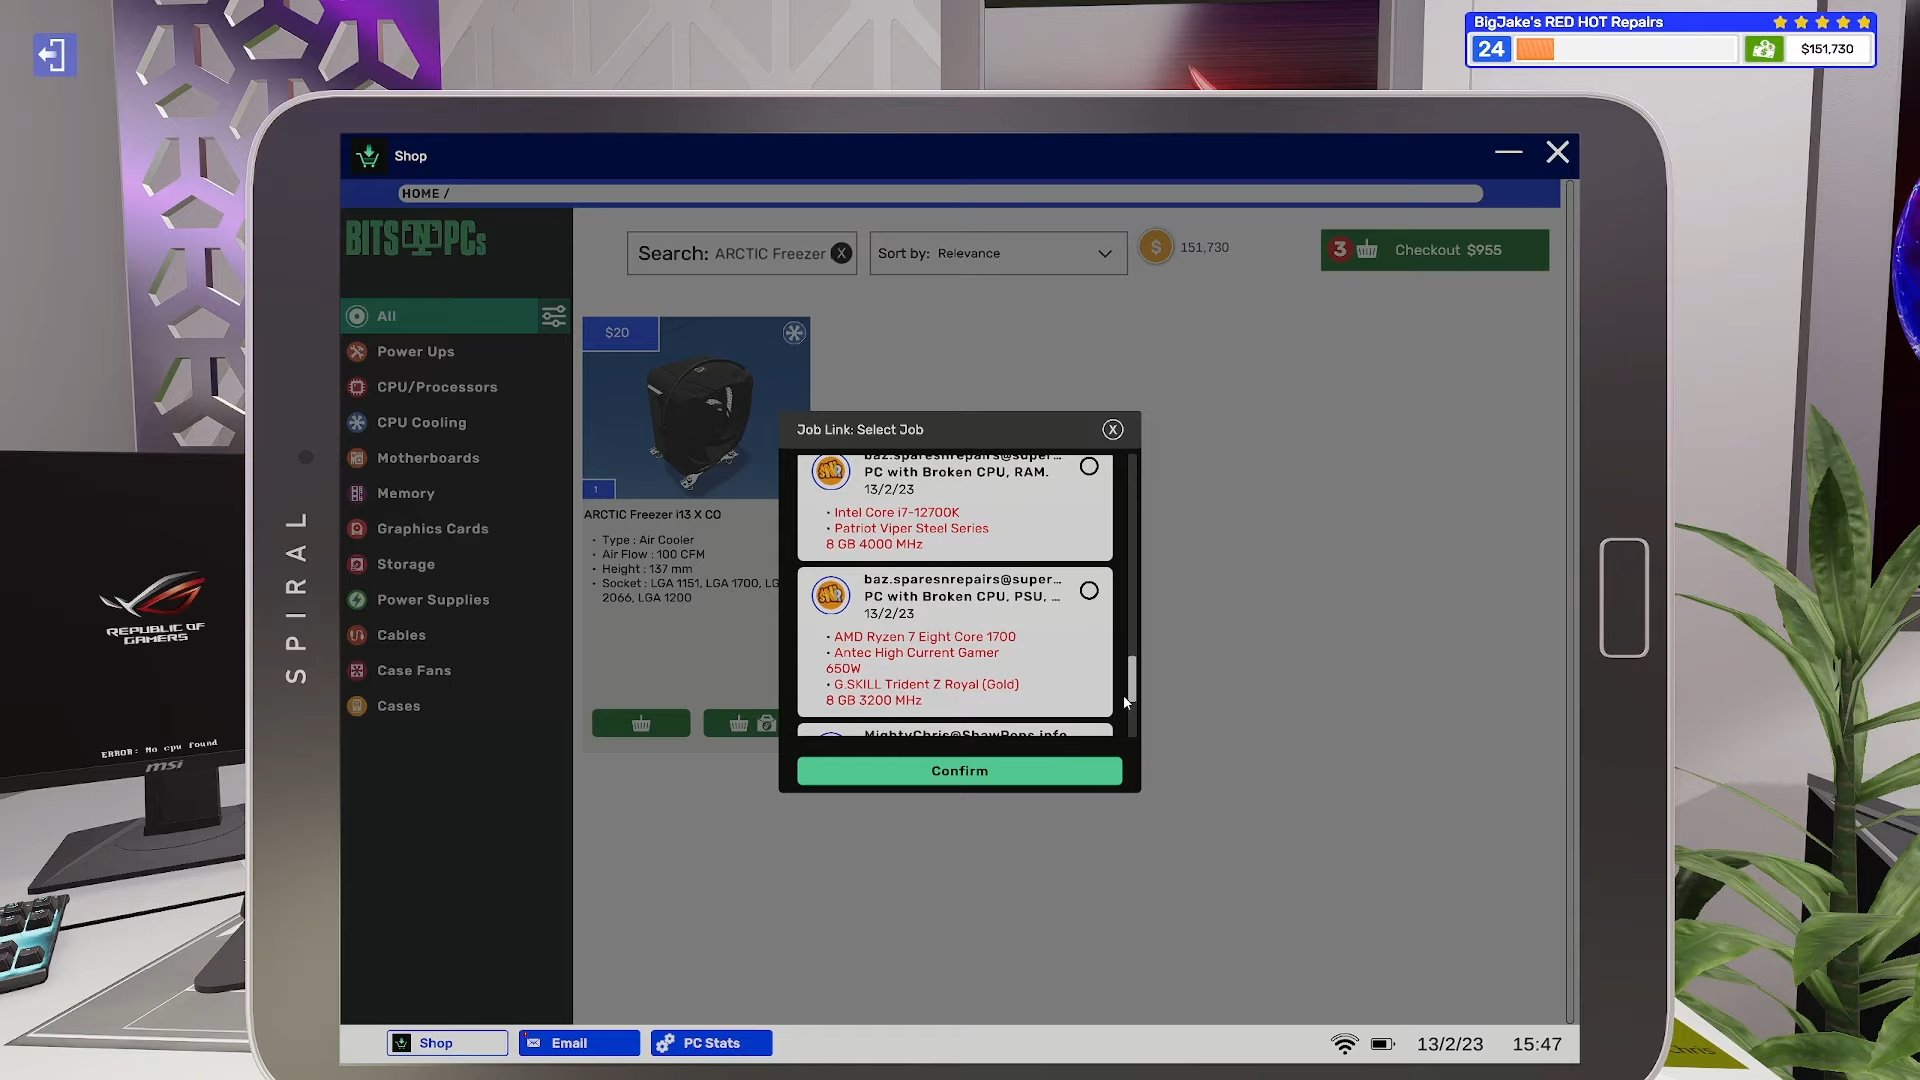 BigJake's RED HOT Repairs
24
$151,730
Shop
HOME /
BITS N PCs
Search: ARCTIC Freezer X
Sort by: Relevance
$ 151,730
3 Checkout $955
All
Power Ups
CPU/Processors
CPU Cooling
Motherboards
Memory
Graphics Cards
Storage
Power Supplies
Cables
Case Fans
Cases
$20
1
ARCTIC Freezer i13 X CO
• Type : Air Cooler
• Air Flow : 100 CFM
• Height : 137 mm
• Socket : LGA 1151, LGA 1700, LG
2066, LGA 1200
Job Link: Select Job
X
baz.sparesnrepairs@super...
PC with Broken CPU, RAM.
13/2/23
• Intel Core i7-12700K
• Patriot Viper Steel Series
8 GB 4000 MHz
baz.sparesnrepairs@super...
PC with Broken CPU, PSU, ...
13/2/23
• AMD Ryzen 7 Eight Core 1700
• Antec High Current Gamer
650W
• G.SKILL Trident Z Royal (Gold)
8 GB 3200 MHz
MightyChris@ShawPops.info
Confirm
SPIRAL
REPUBLIC OF
GAMERS
ERROR: No cpu found
msi
Shop
Email
PC Stats
13/2/23
15:47
Chris